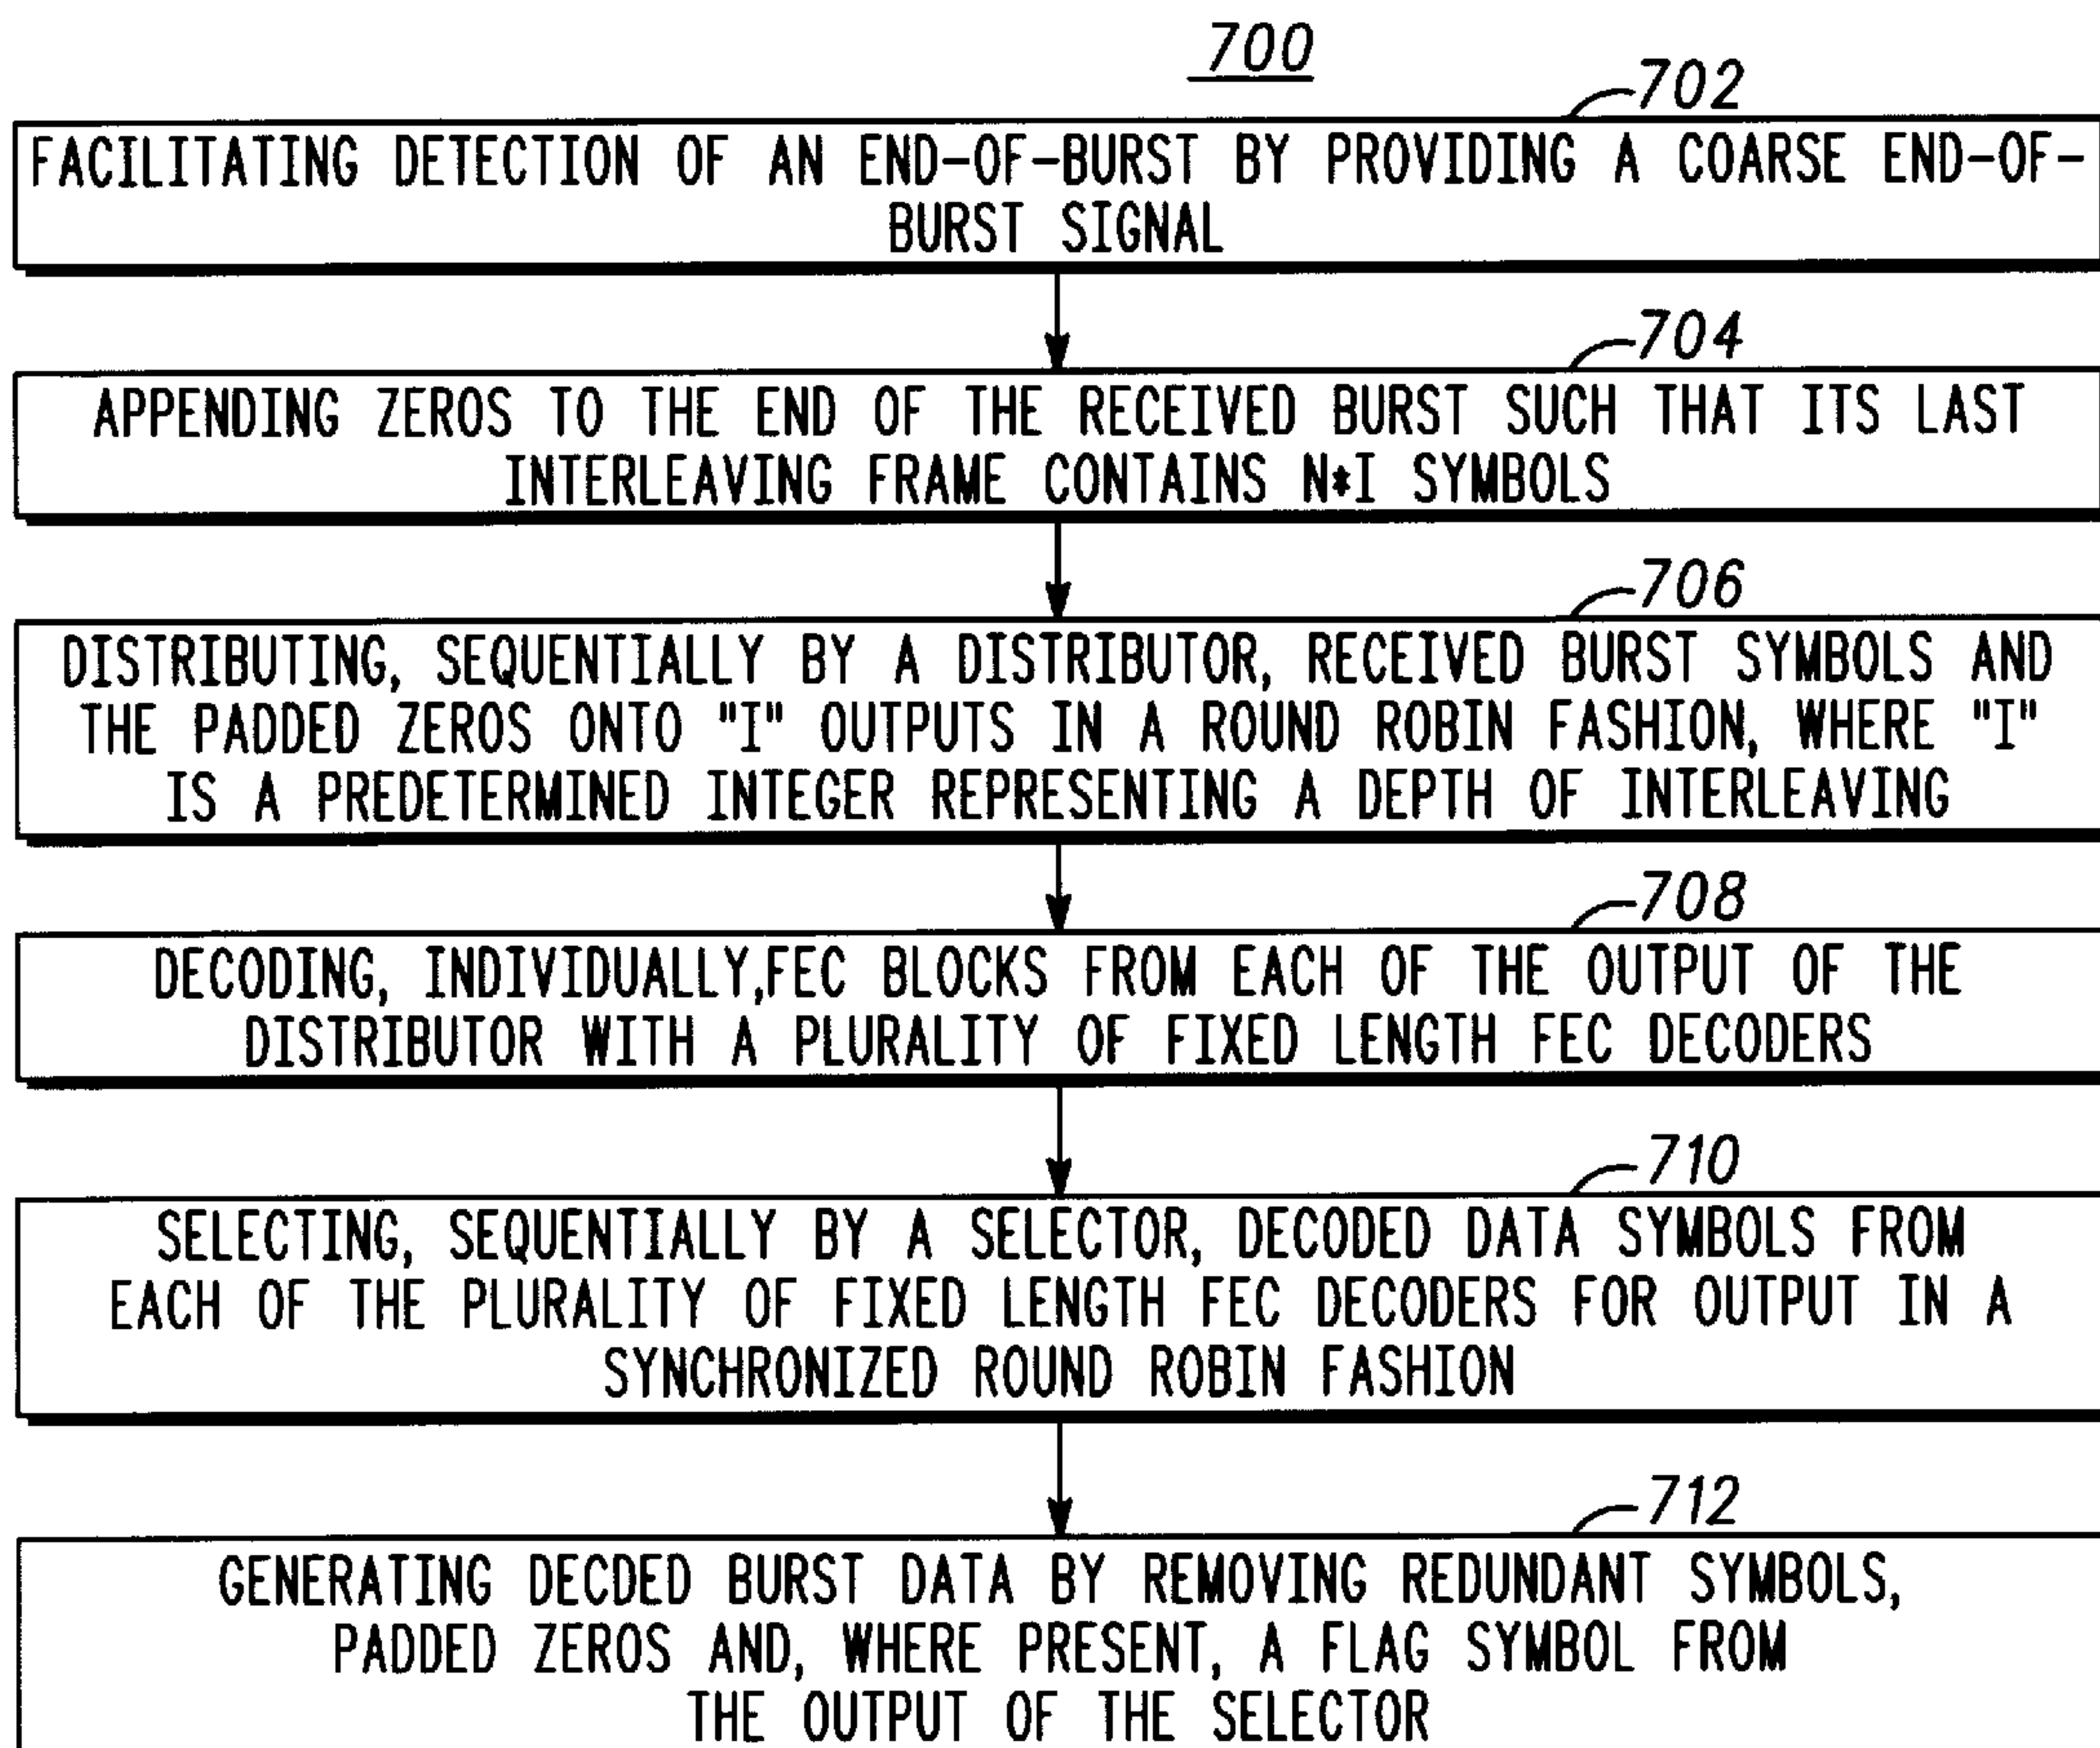 700
702
FACILITATING DETECTION OF AN END-OF-BURST BY PROVIDING A COARSE END-OF-
BURST SIGNAL
704
APPENDING ZEROS TO THE END OF THE RECEIVED BURST SUCH THAT ITS LAST
INTERLEAVING FRAME CONTAINS N*I SYMBOLS
706
DISTRIBUTING, SEQUENTIALLY BY A DISTRIBUTOR, RECEIVED BURST SYMBOLS AND
THE PADDED ZEROS ONTO "I" OUTPUTS IN A ROUND ROBIN FASHION, WHERE "I"
IS A PREDETERMINED INTEGER REPRESENTING A DEPTH OF INTERLEAVING
708
DECODING, INDIVIDUALLY,FEC BLOCKS FROM EACH OF THE OUTPUT OF THE
DISTRIBUTOR WITH A PLURALITY OF FIXED LENGTH FEC DECODERS
710
SELECTING, SEQUENTIALLY BY A SELECTOR, DECODED DATA SYMBOLS FROM
EACH OF THE PLURALITY OF FIXED LENGTH FEC DECODERS FOR OUTPUT IN A
SYNCHRONIZED ROUND ROBIN FASHION
712
GENERATING DECDED BURST DATA BY REMOVING REDUNDANT SYMBOLS,
PADDED ZEROS AND, WHERE PRESENT, A FLAG SYMBOL FROM
THE OUTPUT OF THE SELECTOR